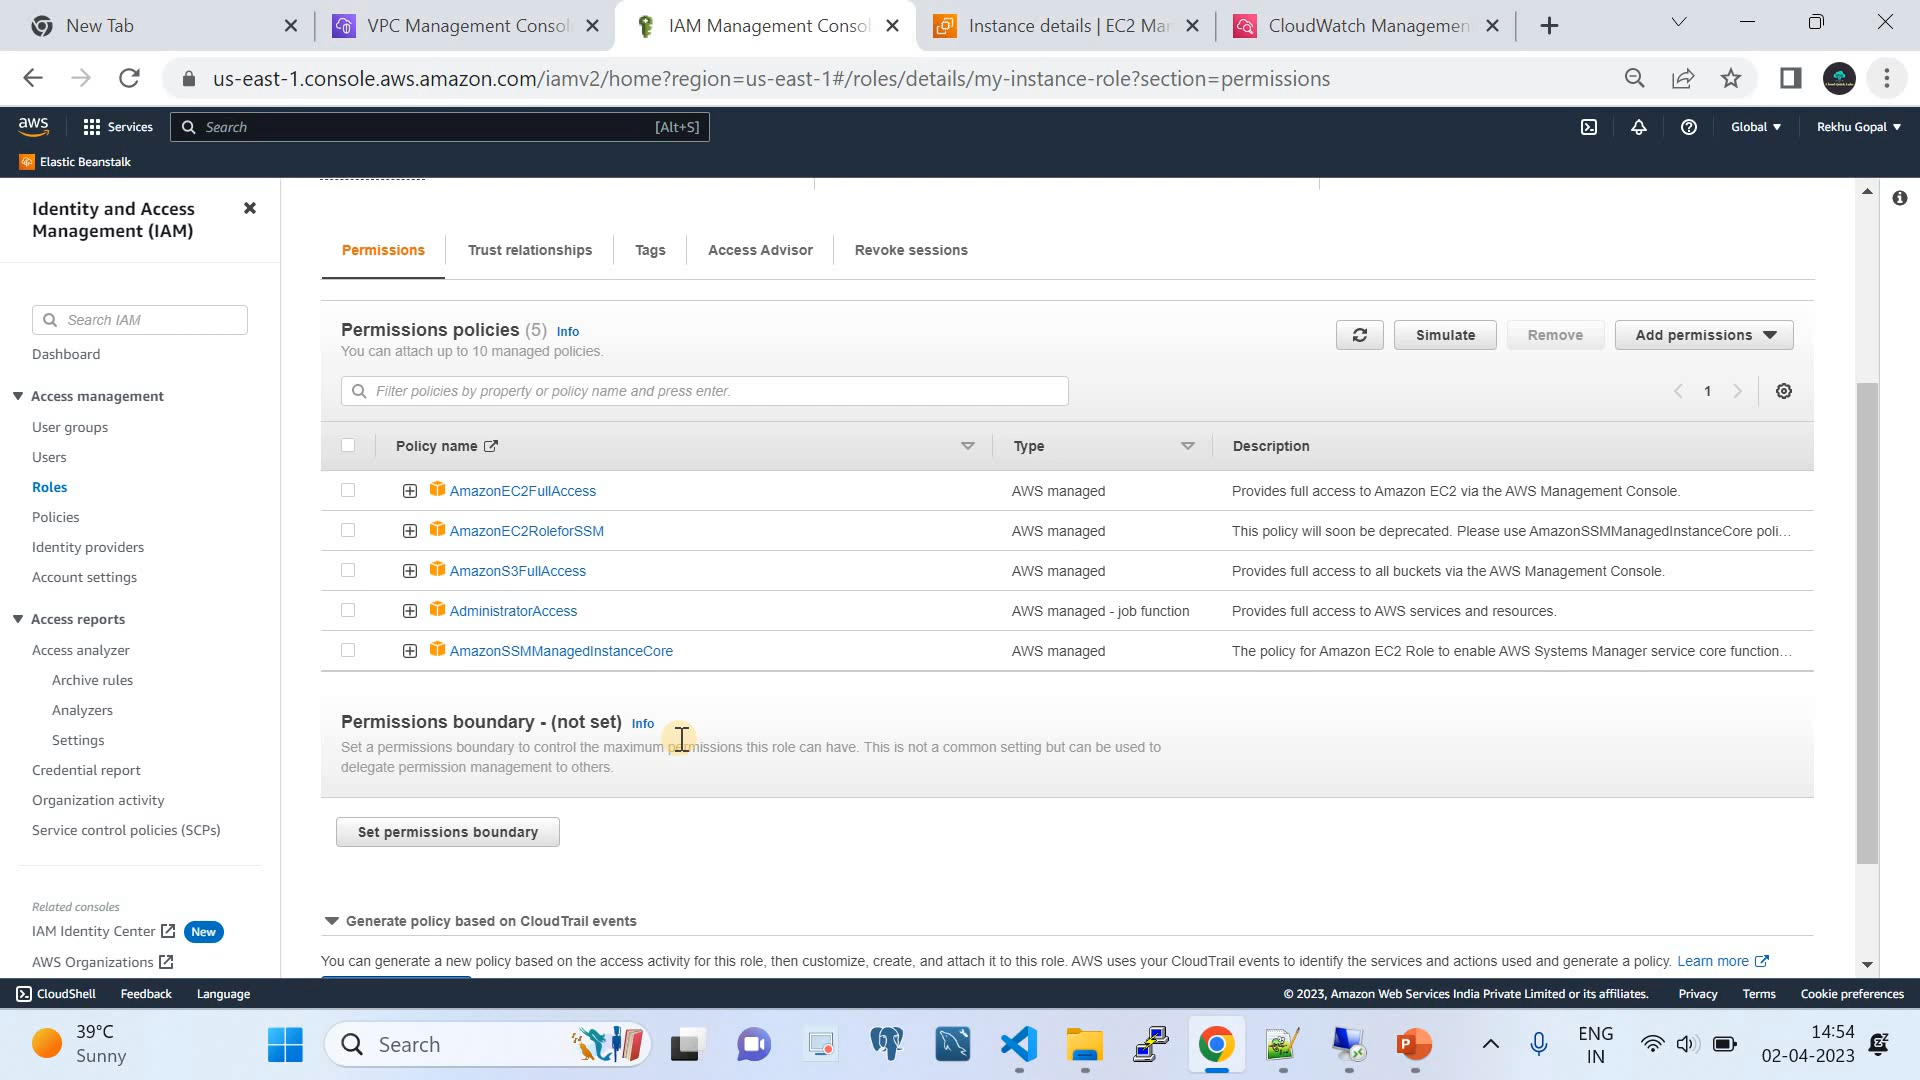 New Tab
VPC Management Consol
IAM Management Consol
Instance details | EC2 Mar
CloudWatch Managemen
us-east-1.console.aws.amazon.com/iamv2/home?region=us-east-1#/roles/details/my-instance-role?section=permissions
aws
Services
Search
[Alt+S]
Global
Rekhu Gopal
Elastic Beanstalk
Identity and Access
Management (IAM)
Search IAM
Dashboard
Access management
User groups
Users
Roles
Policies
Identity providers
Account settings
Access reports
Access analyzer
Archive rules
Analyzers
Settings
Credential report
Organization activity
Service control policies (SCPs)
Related consoles
IAM Identity Center New
AWS Organizations
Permissions
Trust relationships
Tags
Access Advisor
Revoke sessions
Permissions policies (5) Info
You can attach up to 10 managed policies.
Simulate
Remove
Add permissions
Filter policies by property or policy name and press enter.
1
Policy name
Type
Description
AmazonEC2FullAccess
AWS managed
Provides full access to Amazon EC2 via the AWS Management Console.
AmazonEC2RoleforSSM
AWS managed
This policy will soon be deprecated. Please use AmazonSSMManagedInstanceCore poli...
AmazonS3FullAccess
AWS managed
Provides full access to all buckets via the AWS Management Console.
AdministratorAccess
AWS managed - job function
Provides full access to AWS services and resources.
AmazonSSMManagedInstanceCore
AWS managed
The policy for Amazon EC2 Role to enable AWS Systems Manager service core function...
Permissions boundary - (not set) Info
Set a permissions boundary to control the maximum permissions this role can have. This is not a common setting but can be used to
delegate permission management to others.
Set permissions boundary
Generate policy based on CloudTrail events
You can generate a new policy based on the access activity for this role, then customize, create, and attach it to this role. AWS uses your CloudTrail events to identify the services and actions used and generate a policy. Learn more
CloudShell
Feedback
Language
© 2023, Amazon Web Services India Private Limited or its affiliates.
Privacy
Terms
Cookie preferences
39°C
Sunny
Search
ENG
IN
14:54
02-04-2023